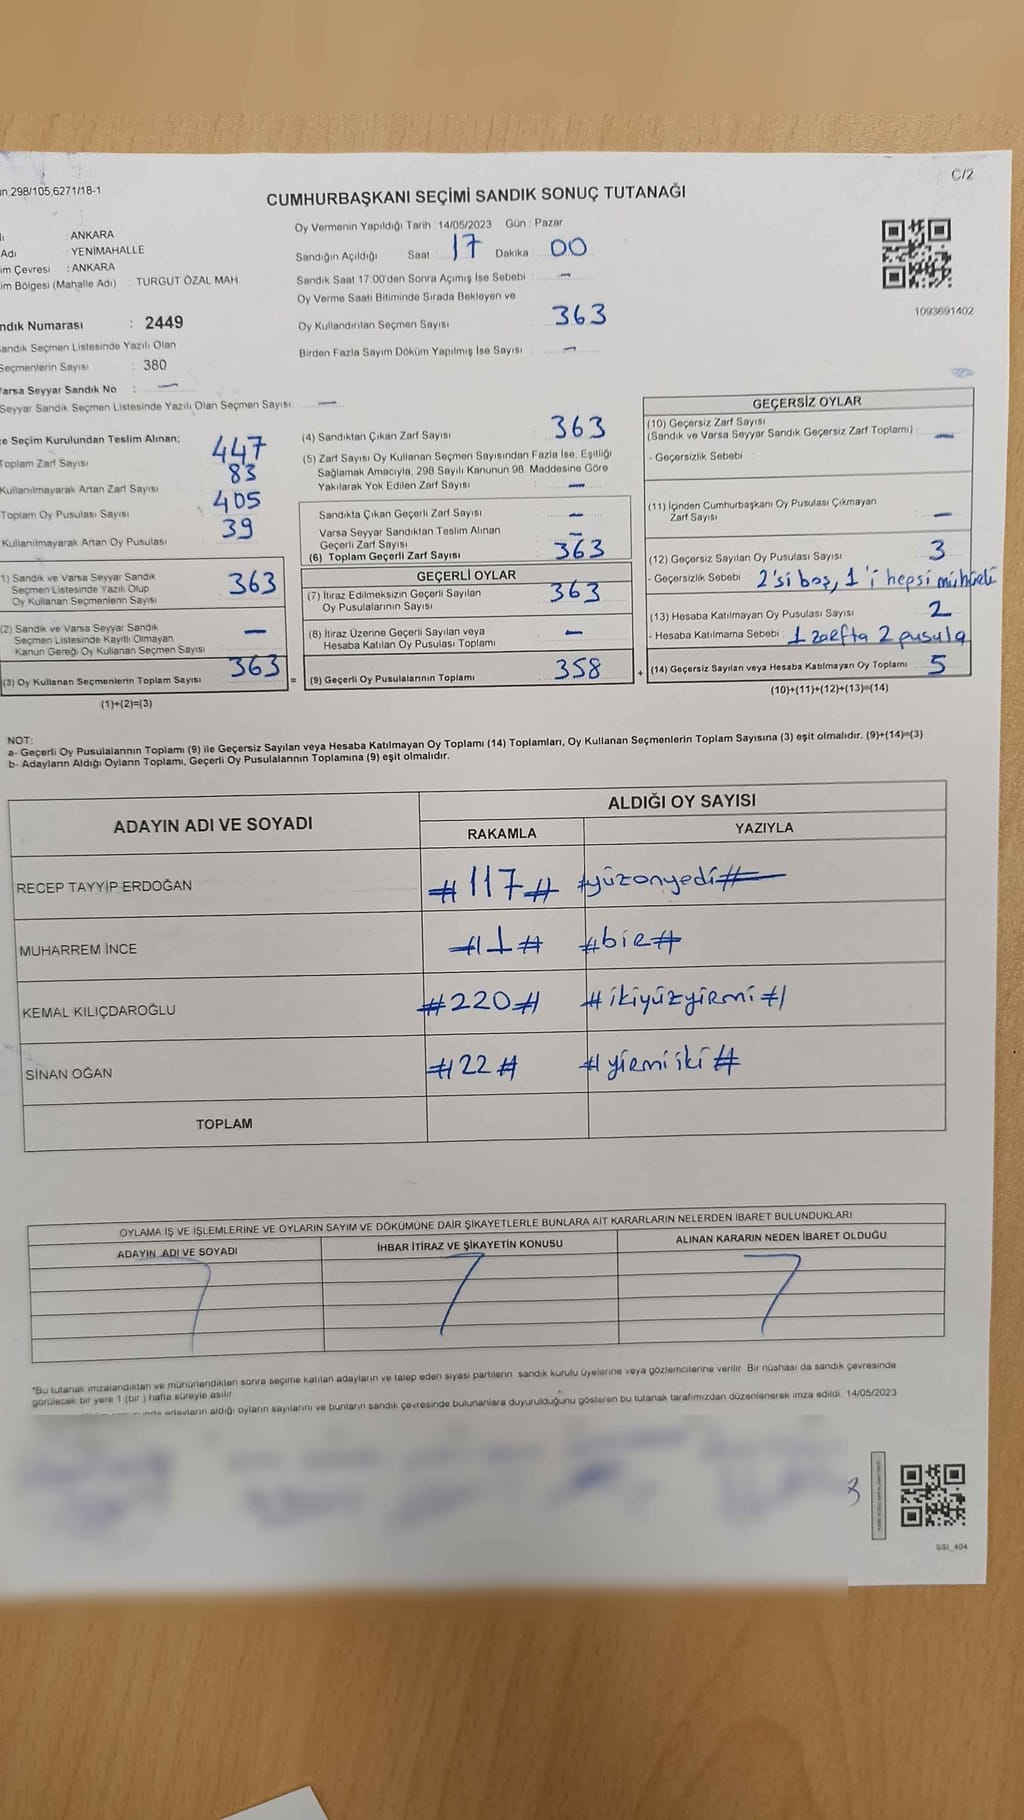 C/2
n:298/105,6271/18-1
CUMHURBAŞKANI SEÇİMİ SANDIK SONUÇ TUTANAĞI
: ANKARA
Adı : YENİMAHALLE
im Çevresi : ANKARA
im Bölgesi (Mahalle Adı) : TURGUT ÖZAL MAH.
ndık Numarası : 2449
andık Seçmen Listesinde Yazılı Olan
Seçmenlerin Sayısı : 380
Varsa Seyyar Sandık No : —
Seyyar Sandık Seçmen Listesinde Yazılı Olan Seçmen Sayısı: —
Oy Vermenin Yapıldığı Tarih : 14/05/2023 Gün : Pazar
Sandığın Açıldığı Saat : 17 Dakika : 00
Sandık Saat 17:00'den Sonra Açımış İse Sebebi : —
Oy Verme Saati Bitiminde Sırada Bekleyen ve
Oy Kullandırılan Seçmen Sayısı : 363
Birden Fazla Sayım Döküm Yapılmış İse Sayısı : —
1093691402
e Seçim Kurulundan Teslim Alınan;
Toplam Zarf Sayısı 447
Kullanılmayarak Artan Zarf Sayısı 83
Toplam Oy Pusulası Sayısı 405
Kullanılmayarak Artan Oy Pusulası 39
1) Sandık ve Varsa Seyyar Sandık
Seçmen Listesinde Yazılı Olup
Oy Kullanan Seçmenlerin Sayısı 363
(2) Sandık ve Varsa Seyyar Sandık
Seçmen Listesinde Kayıtlı Olmayan
Kanun Gereği Oy Kullanan Seçmen Sayısı —
(3) Oy Kullanan Seçmenlerin Toplam Sayısı 363
(1)+(2)=(3)
(4) Sandıktan Çıkan Zarf Sayısı 363
(5) Zarf Sayısı Oy Kullanan Seçmen Sayısından Fazla İse, Eşitliği
Sağlamak Amacıyla, 298 Sayılı Kanunun 98. Maddesine Göre
Yakılarak Yok Edilen Zarf Sayısı —
Sandıkta Çıkan Geçerli Zarf Sayısı —
Varsa Seyyar Sandıktan Teslim Alınan
Geçerli Zarf Sayısı —
(6) Toplam Geçerli Zarf Sayısı 363
GEÇERLİ OYLAR
(7) İtiraz Edilmeksizin Geçerli Sayılan
Oy Pusulalarının Sayısı 363
(8) İtiraz Üzerine Geçerli Sayılan veya
Hesaba Katılan Oy Pusulası Toplamı —
= (9) Geçerli Oy Pusulalarının Toplamı 358
GEÇERSİZ OYLAR
(10) Geçersiz Zarf Sayısı
(Sandık ve Varsa Seyyar Sandık Geçersiz Zarf Toplamı) : —
- Geçersizlik Sebebi :
(11) İçinden Cumhurbaşkanı Oy Pusulası Çıkmayan
Zarf Sayısı —
(12) Geçersiz Sayılan Oy Pusulası Sayısı 3
- Geçersizlik Sebebi : 2'si boş, 1'i hepsi mühürlü
(13) Hesaba Katılmayan Oy Pusulası Sayısı 2
- Hesaba Katılmama Sebebi : 1 zarfta 2 pusula
+ (14) Geçersiz Sayılan veya Hesaba Katılmayan Oy Toplamı 5
(10)+(11)+(12)+(13)=(14)
NOT:
a- Geçerli Oy Pusulalarının Toplamı (9) ile Geçersiz Sayılan veya Hesaba Katılmayan Oy Toplamı (14) Toplamları, Oy Kullanan Seçmenlerin Toplam Sayısına (3) eşit olmalıdır. (9)+(14)=(3)
b- Adayların Aldığı Oyların Toplamı, Geçerli Oy Pusulalarının Toplamına (9) eşit olmalıdır.
ADAYIN ADI VE SOYADI
ALDIĞI OY SAYISI
RAKAMLA YAZIYLA
RECEP TAYYİP ERDOĞAN #117# #yüzonyedi#
MUHARREM İNCE #1# #bir#
KEMAL KILIÇDAROĞLU #220# #ikiyüzyirmi#
SİNAN OĞAN #22# #yirmiiki#
TOPLAM
OYLAMA İŞ VE İŞLEMLERİNE VE OYLARIN SAYIM VE DÖKÜMÜNE DAİR ŞİKAYETLERLE BUNLARA AİT KARARLARIN NELERDEN İBARET BULUNDUKLARI
ADAYIN ADI VE SOYADI İHBAR İTİRAZ VE ŞİKAYETİN KONUSU ALINAN KARARIN NEDEN İBARET OLDUĞU
*Bu tutanak imzalandıktan ve mühürlendikten sonra seçime katılan adayların ve talep eden siyasi partilerin sandık kurulu üyelerine veya gözlemcilerine verilir. Bir nüshası da sandık çevresinde
görülecek bir yere 1 (bir ) hafta süreyle asılır.
adayların aldığı oyların sayılarını ve bunların sandık çevresinde bulunanlara duyurulduğunu gösteren bu tutanak tarafımızdan düzenlenerek imza edildi. 14/05/2023
SSI_404